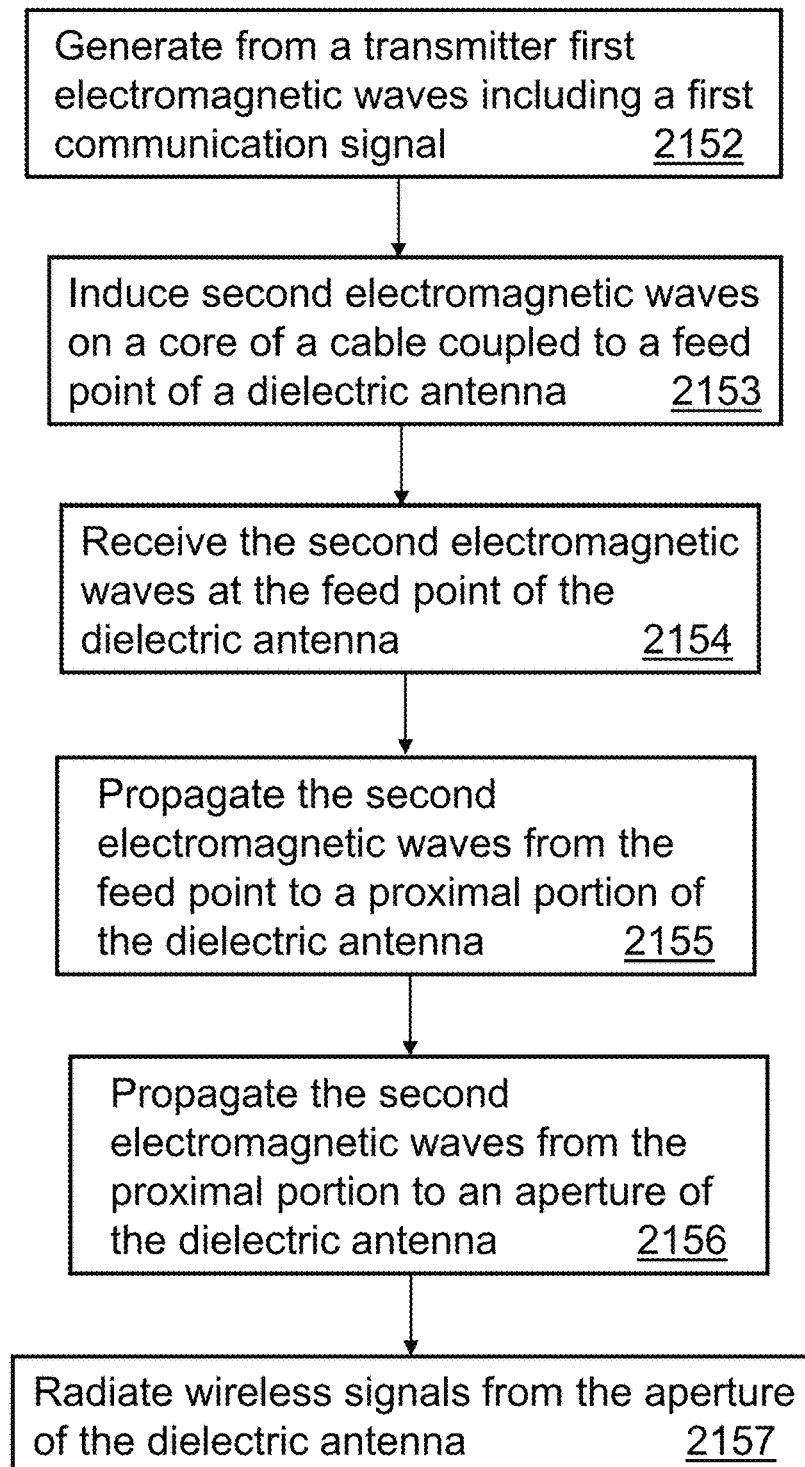 Generate from a transmitter first
electromagnetic waves including a first
communication signal 2152
Induce second electromagnetic waves
on a core of a cable coupled to a feed
point of a dielectric antenna 2153
Receive the second electromagnetic
waves at the feed point of the
dielectric antenna 2154
Propagate the second
electromagnetic waves from the
feed point to a proximal portion of
the dielectric antenna 2155
Propagate the second
electromagnetic waves from the
proximal portion to an aperture of
the dielectric antenna 2156
Radiate wireless signals from the aperture
of the dielectric antenna 2157